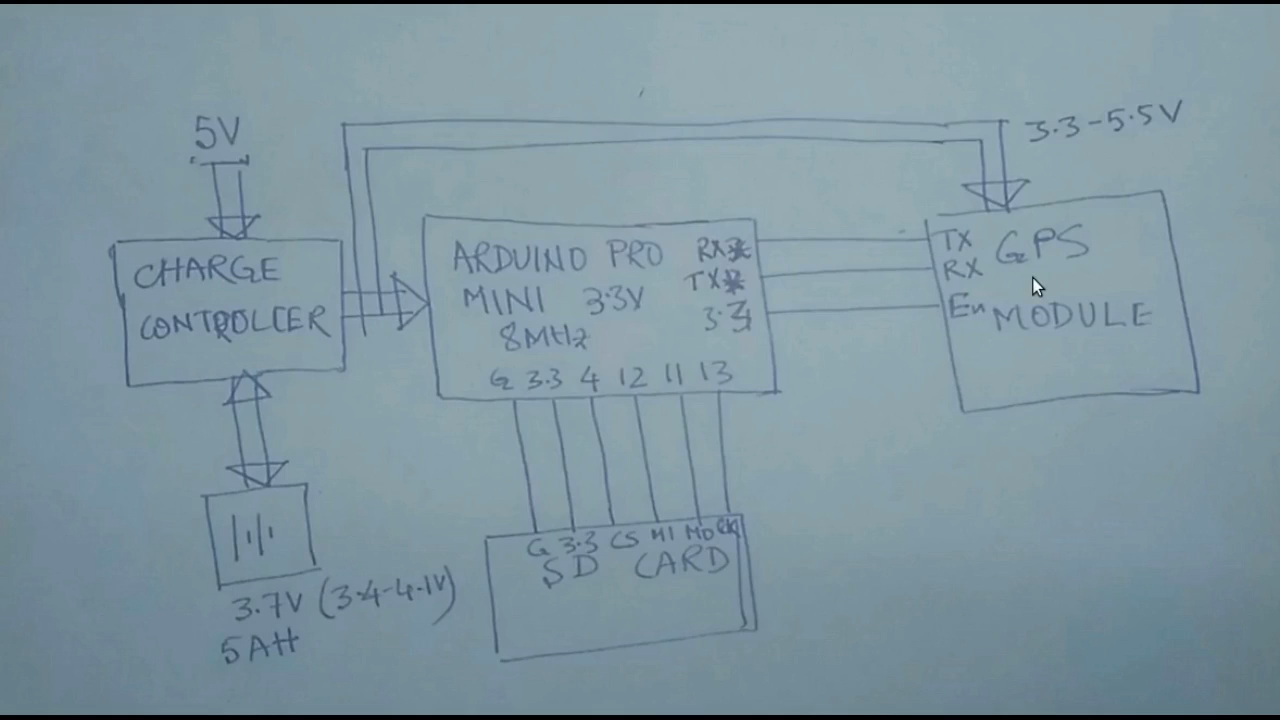 5V
3.3-5.5V
CHARGE
CONTROLLER
ARDUINO PRO
MINI 3.3V
8MHz
RX
TX
3.3
G 3.3 4 12 11 13
TX
RX
En
GPS
MODULE
G 3.3 CS MI MO CK
SD CARD
3.7V (3.4-4.1V)
5AH